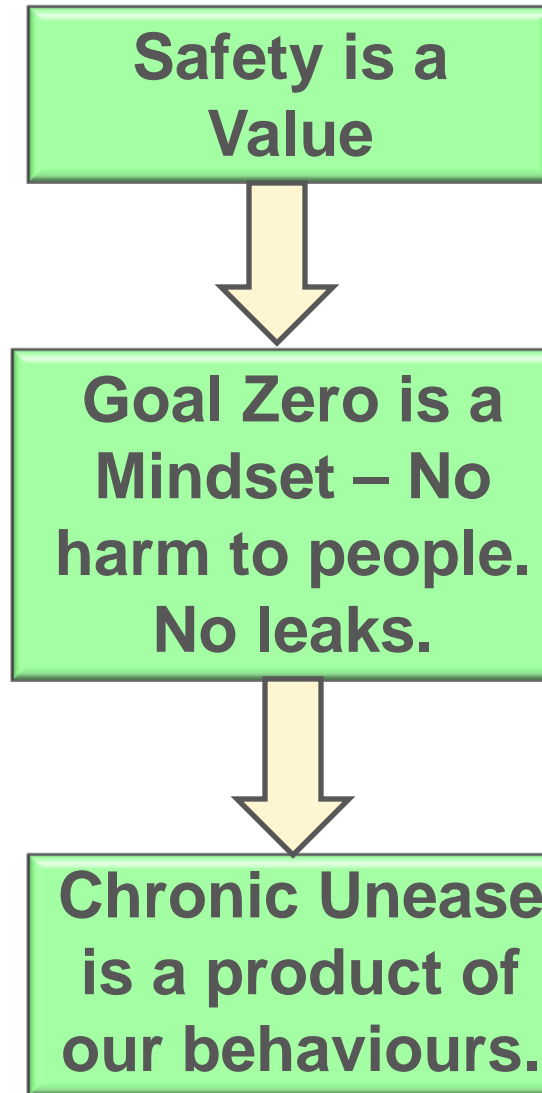 Safety is a
Value
Goal Zero is a
Mindset – No
harm to people.
No leaks.
Chronic Unease
is a product of
our behaviours.